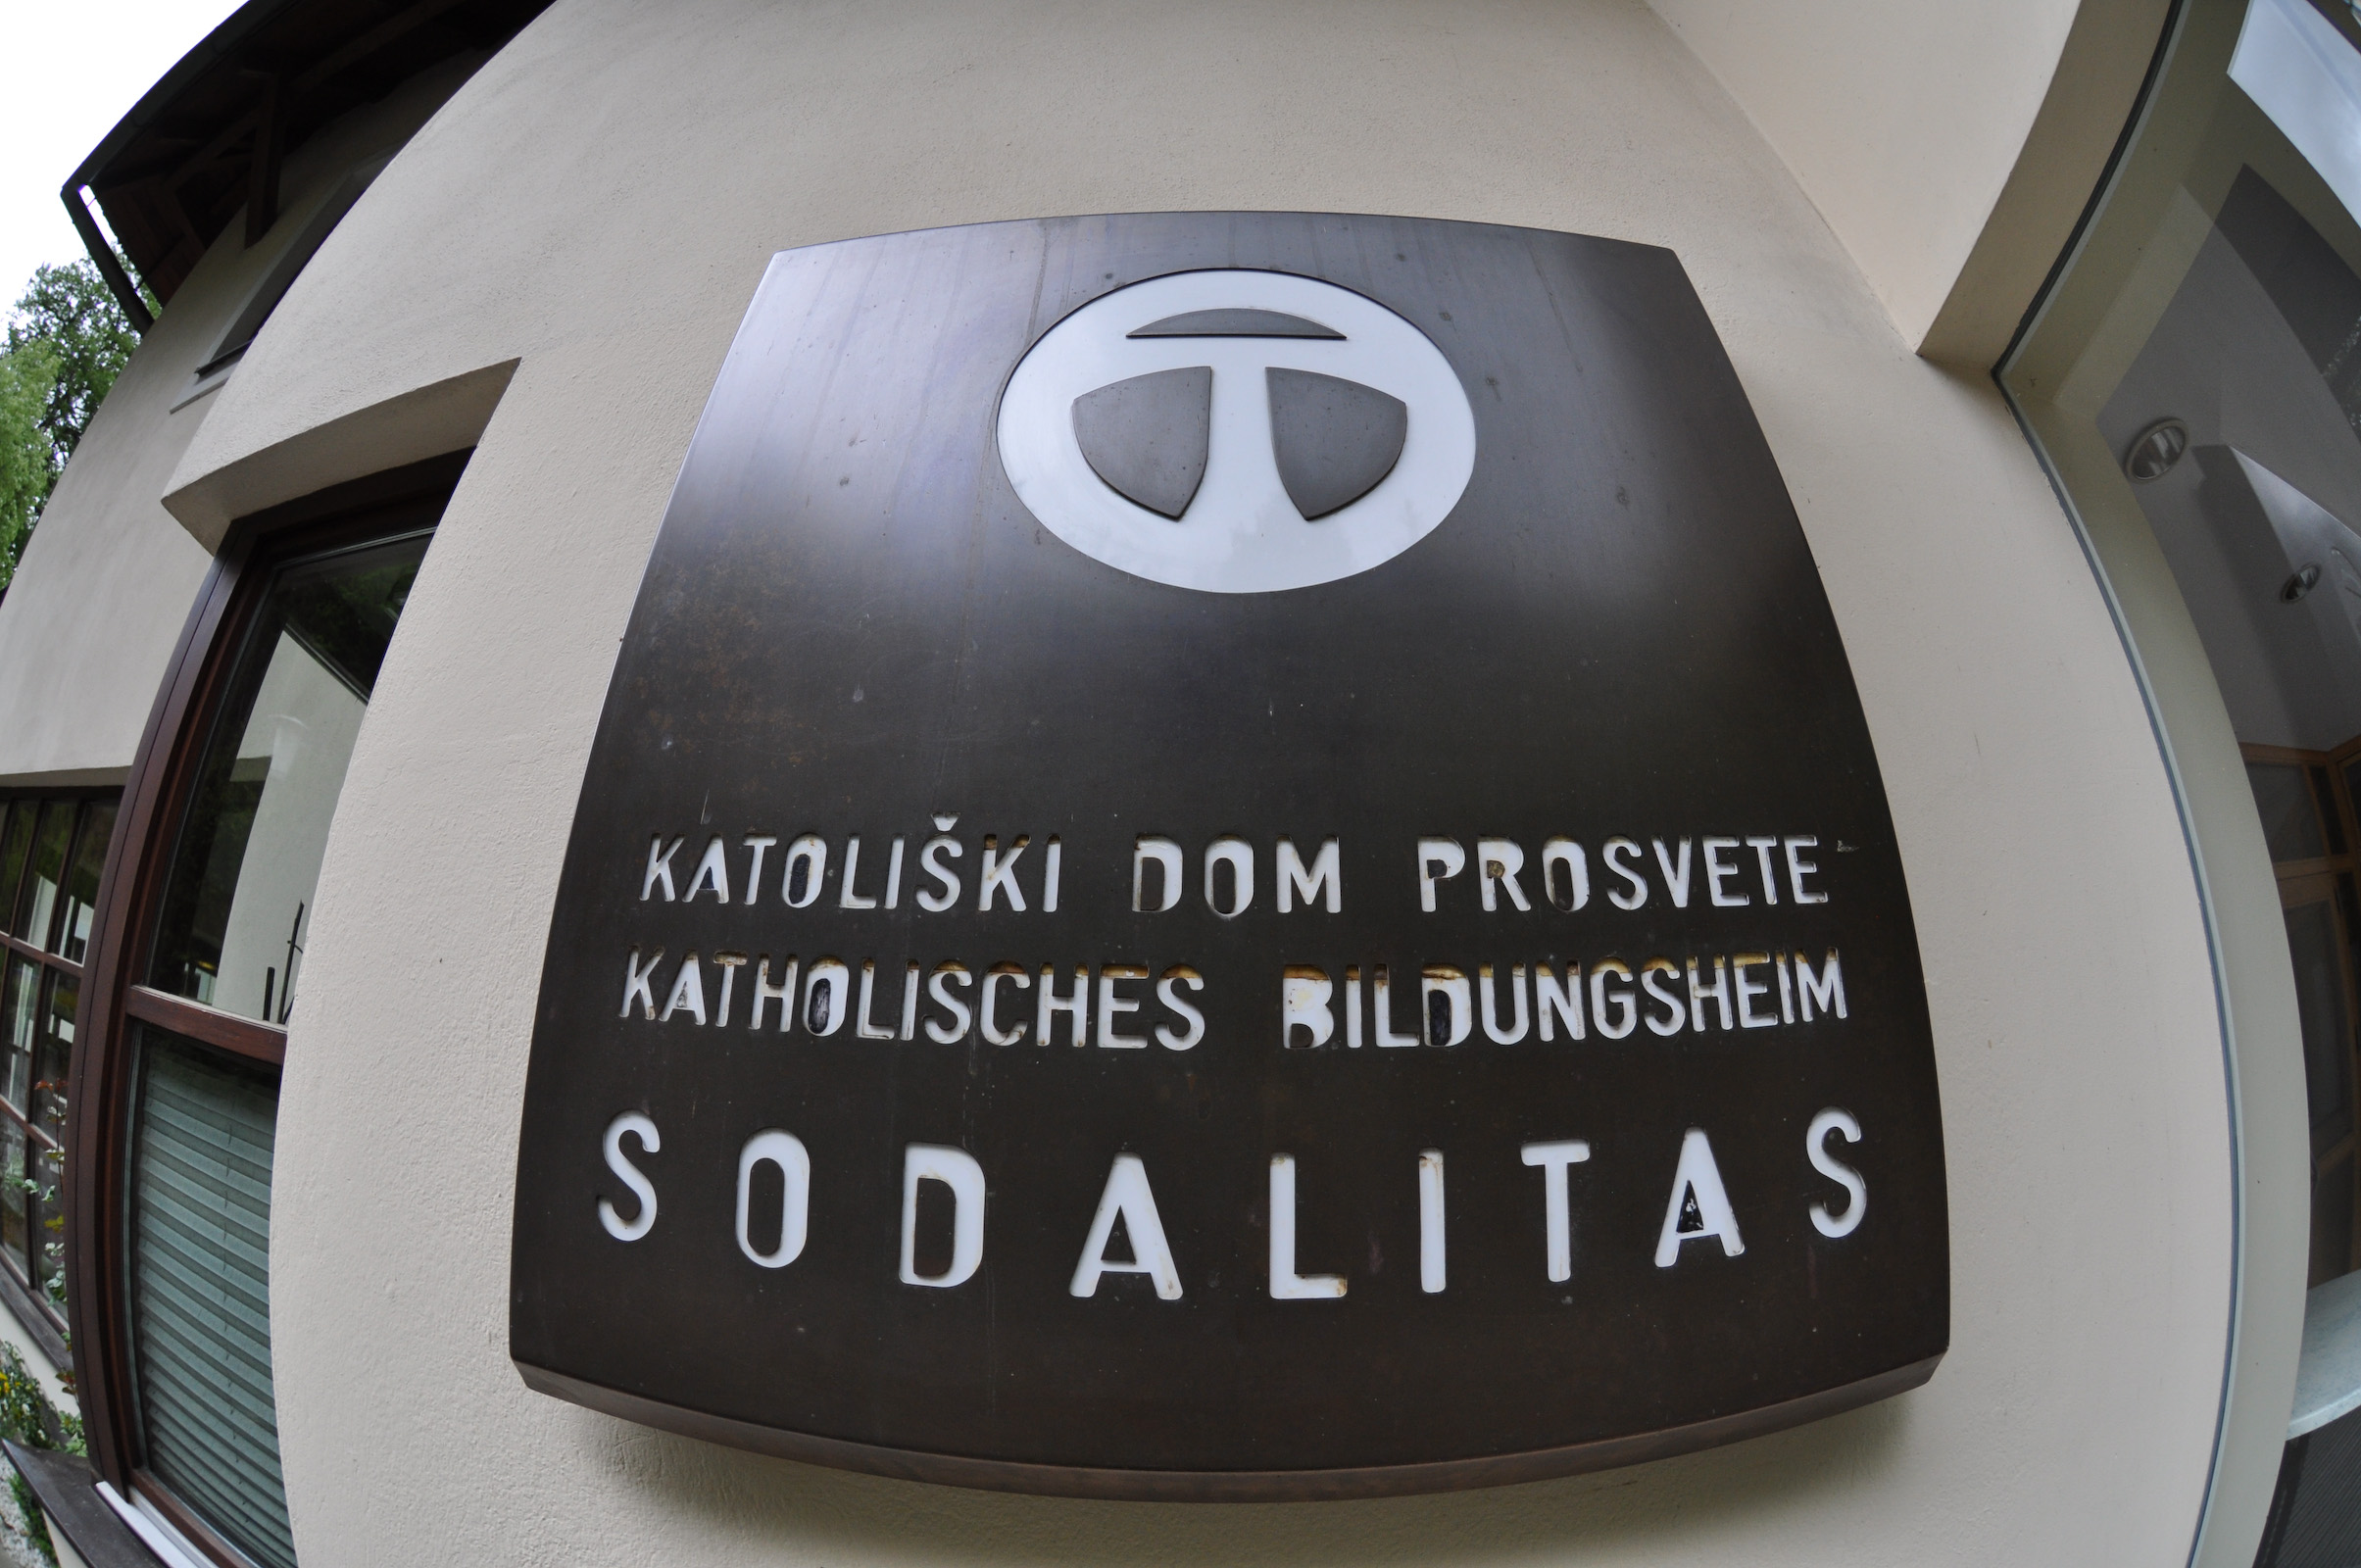 KATOLIŠKI DOM PROSVETE
KATHOLISCHES BILDUNGSHEIM
SODALITAS